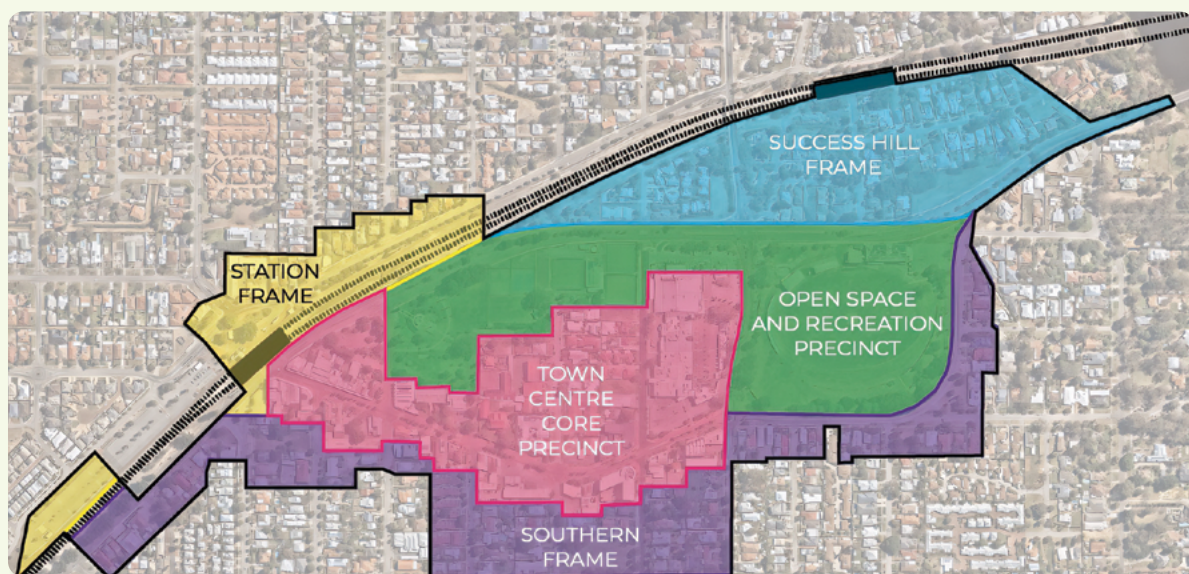 SUCCESS HILL
FRAME
STATION
FRAME
OPEN SPACE
AND RECREATION
PRECINCT
TOWN
CENTRE
CORE
PRECINCT
SOUTHERN
FRAME